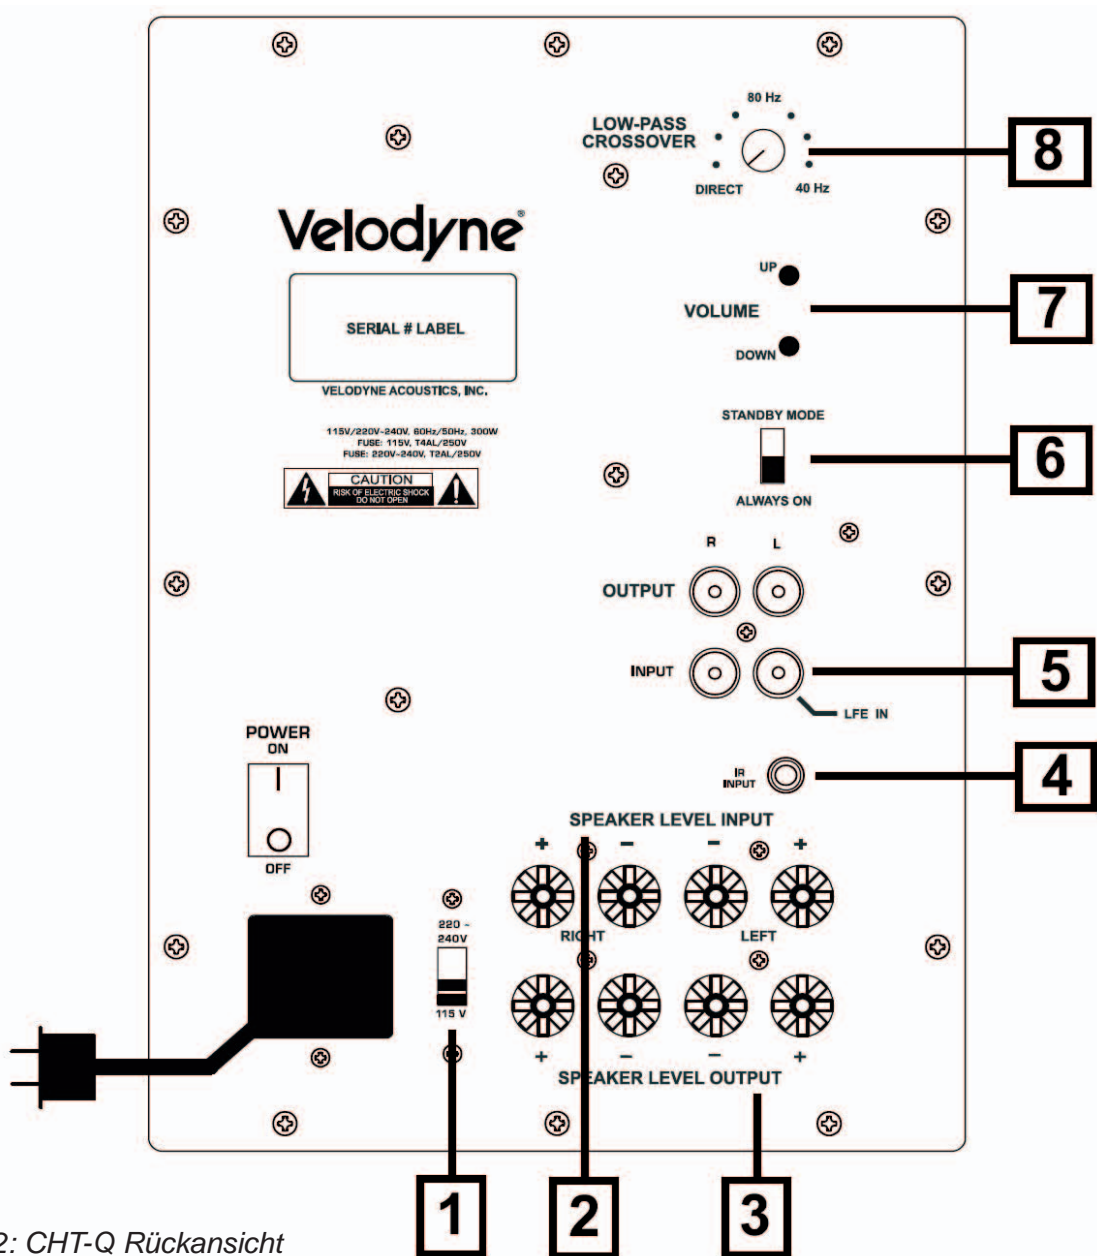 80 Hz
LOW-PASS
CROSSOVER
DIRECT
40 Hz
8
Velodyne®
SERIAL # LABEL
VELODYNE ACOUSTICS, INC.
115V/220V~240V, 60Hz/50Hz, 300W
FUSE: 115V, T4AL/250V
FUSE: 220V~240V, T2AL/250V
CAUTION
RISK OF ELECTRIC SHOCK
DO NOT OPEN
UP
VOLUME
DOWN
7
STANDBY MODE
ALWAYS ON
6
R L
OUTPUT
INPUT
LFE IN
5
IR
INPUT
4
POWER
ON
OFF
SPEAKER LEVEL INPUT
+ − − +
RIGHT LEFT
220 ~
240V
115 V
+ − − +
SPEAKER LEVEL OUTPUT
1 2 3
2: CHT-Q Rückansicht